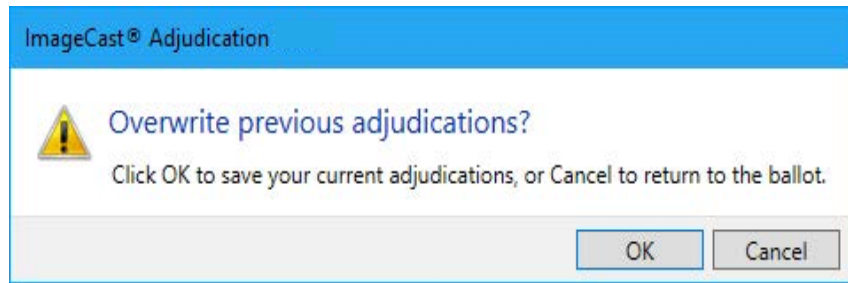 ImageCast® Adjudication
Overwrite previous adjudications?
Click OK to save your current adjudications, or Cancel to return to the ballot.
OK
Cancel